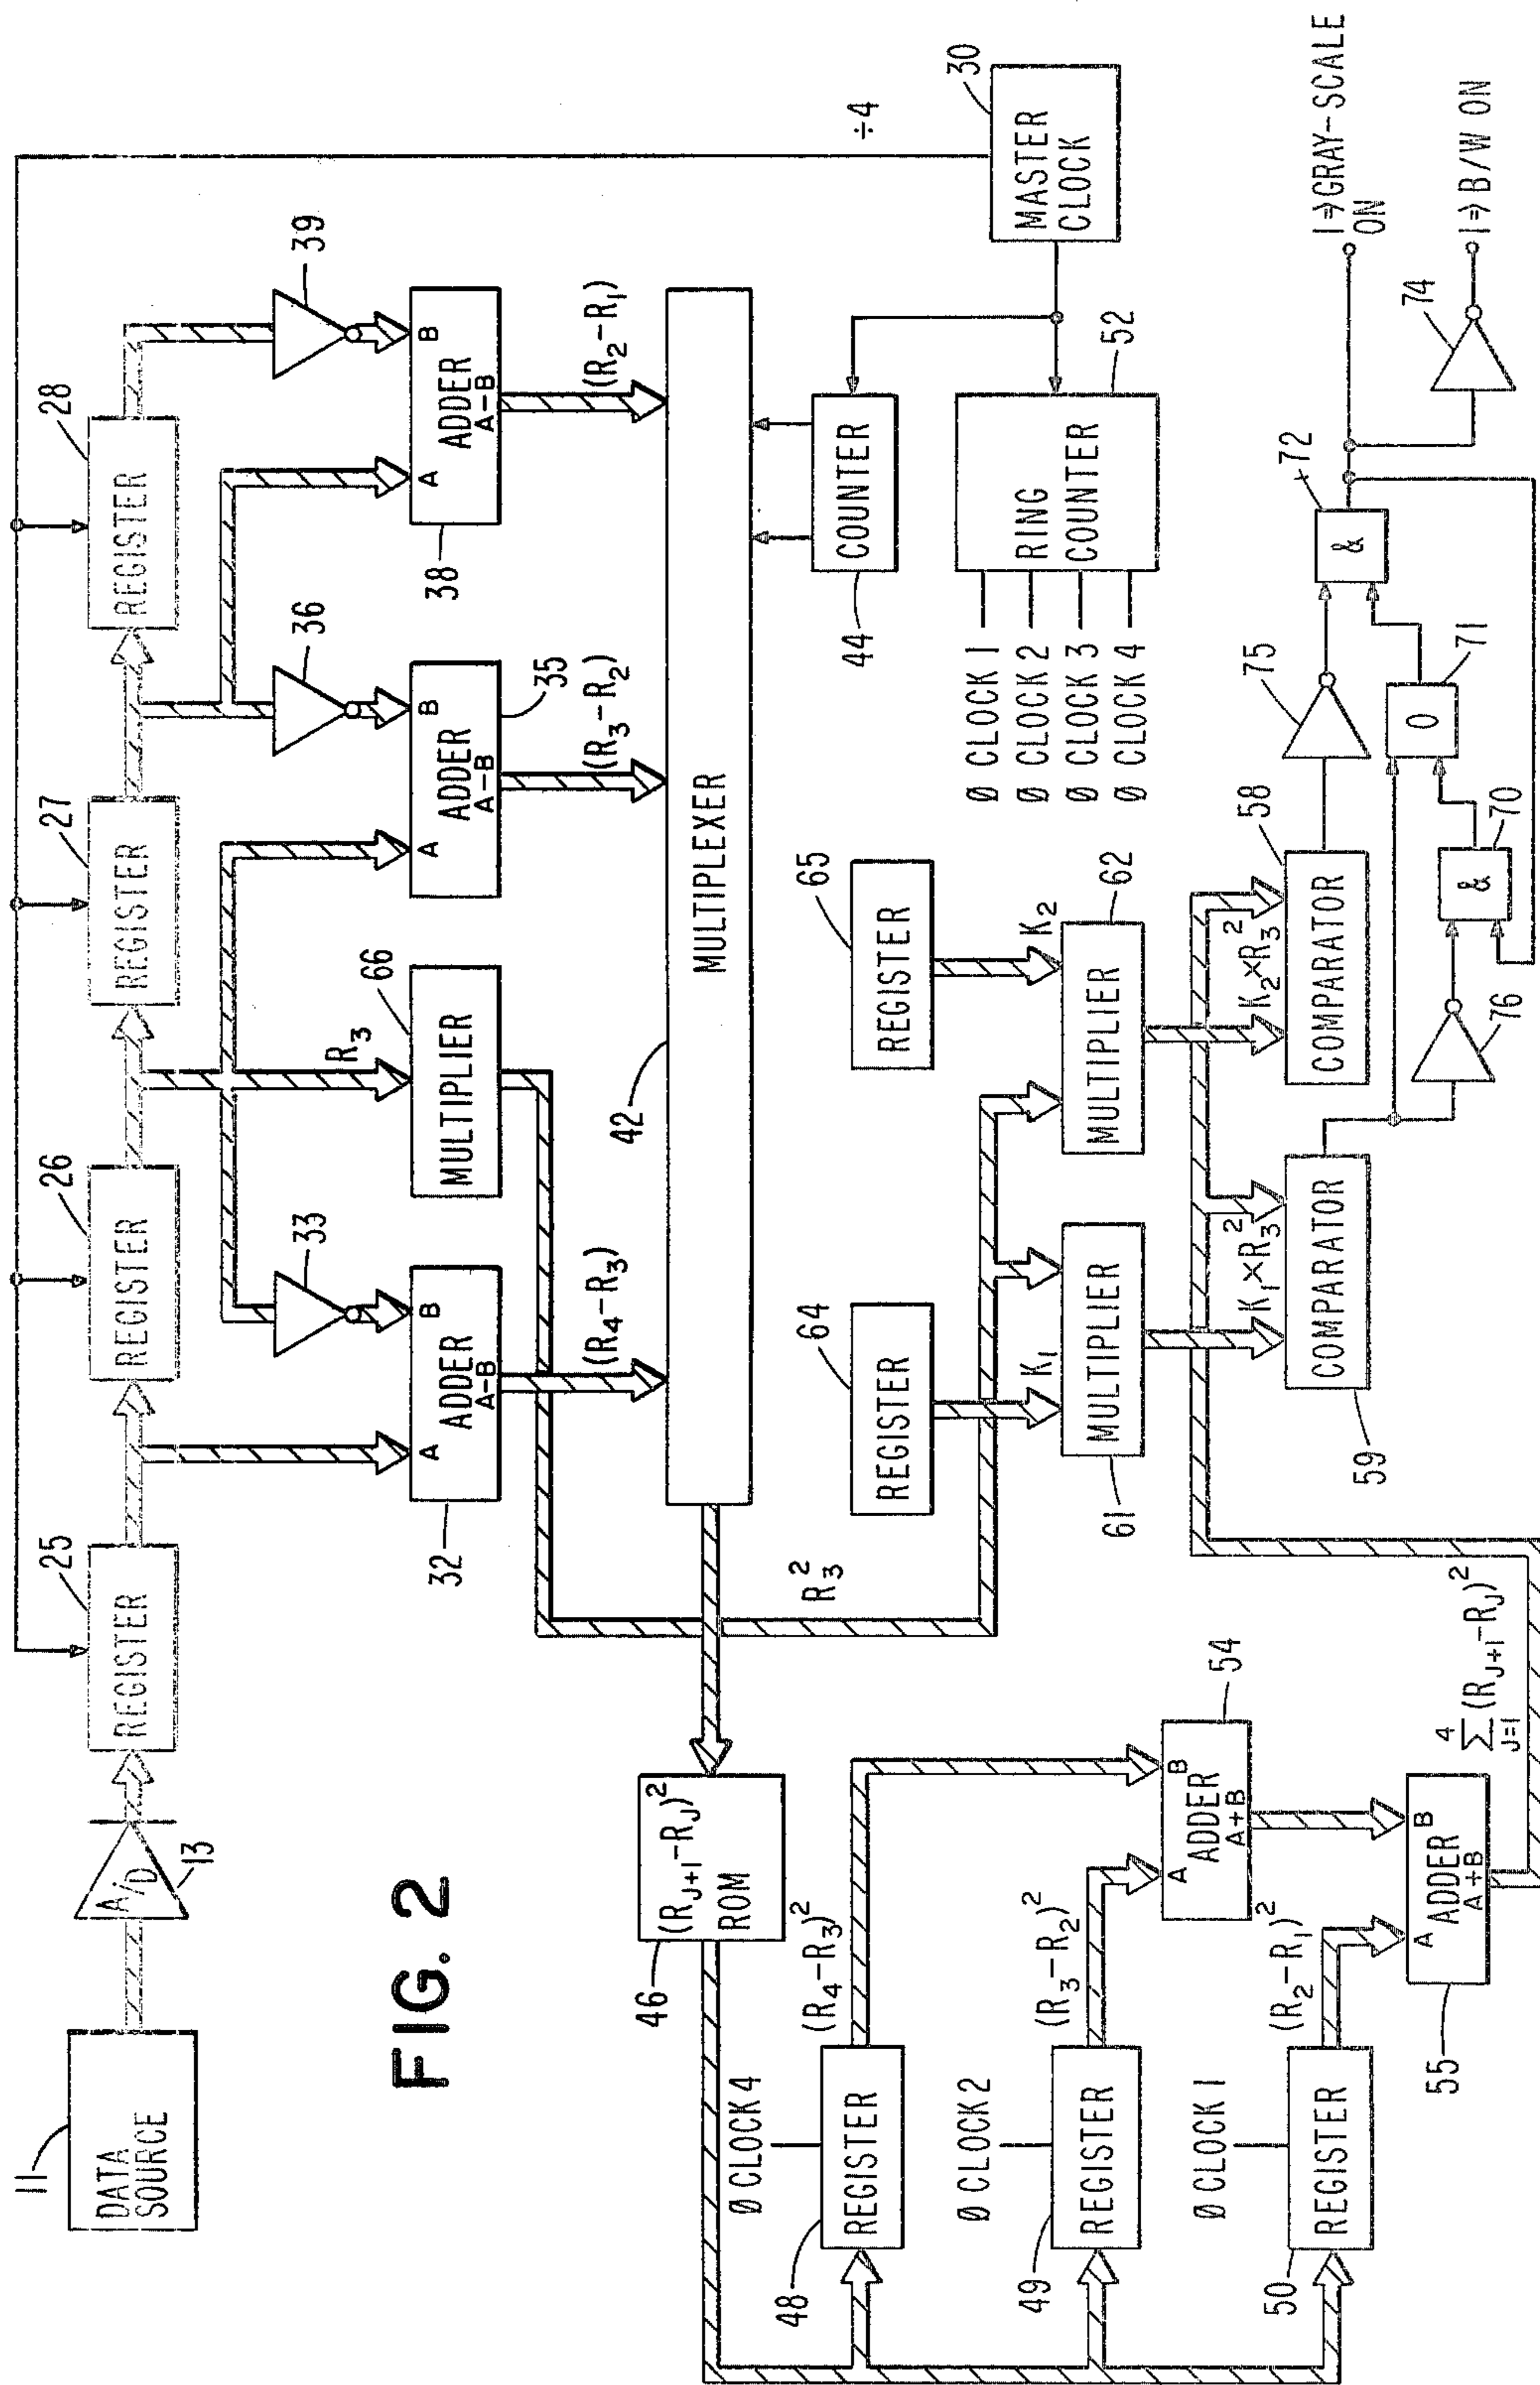 11
DATA SOURCE
A/D
13
25
REGISTER
26
REGISTER
27
REGISTER
28
REGISTER
÷4
33
36
39
R₃
A
B
ADDER
A-B
32
MULTIPLIER
66
A
B
ADDER
A-B
35
A
B
ADDER
A-B
38
(R₄-R₃)
(R₃-R₂)
(R₂-R₁)
MULTIPLEXER
42
30
MASTER CLOCK
COUNTER
44
RING COUNTER
52
Ø CLOCK 1
Ø CLOCK 2
Ø CLOCK 3
Ø CLOCK 4
FIG. 2
46
(R_J+1-R_J)²
ROM
R₃²
64
REGISTER
K₁
65
REGISTER
K₂
61
MULTIPLIER
62
MULTIPLIER
Ø CLOCK 4
48
REGISTER
(R₄-R₃)²
Ø CLOCK 2
49
REGISTER
(R₃-R₂)²
Ø CLOCK 1
50
REGISTER
(R₂-R₁)²
A
B
ADDER
A+B
54
A
B
ADDER
A+B
55
4
∑ (R_J+1-R_J)²
J=1
K₁×R₃²
59
COMPARATOR
K₂×R₃²
58
COMPARATOR
75
76
&
70
O
71
&
72
74
1⇒GRAY-SCALE ON
1⇒B/W ON